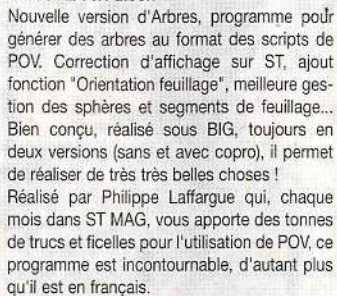 Nouvelle version d'Arbres, programme pour
générer des arbres au format des scripts de
POV. Correction d'affichage sur ST, ajout
fonction "Orientation feuillage", meilleure ges-
tion des sphères et segments de feuillage...
Bien conçu, réalisé sous BIG, toujours en
deux versions (sans et avec copro), il permet
de réaliser de très très belles choses !
Réalisé par Philippe Laffargue qui, chaque
mois dans ST MAG, vous apporte des tonnes
de trucs et ficelles pour l'utilisation de POV, ce
programme est incontournable, d'autant plus
qu'il est en français.